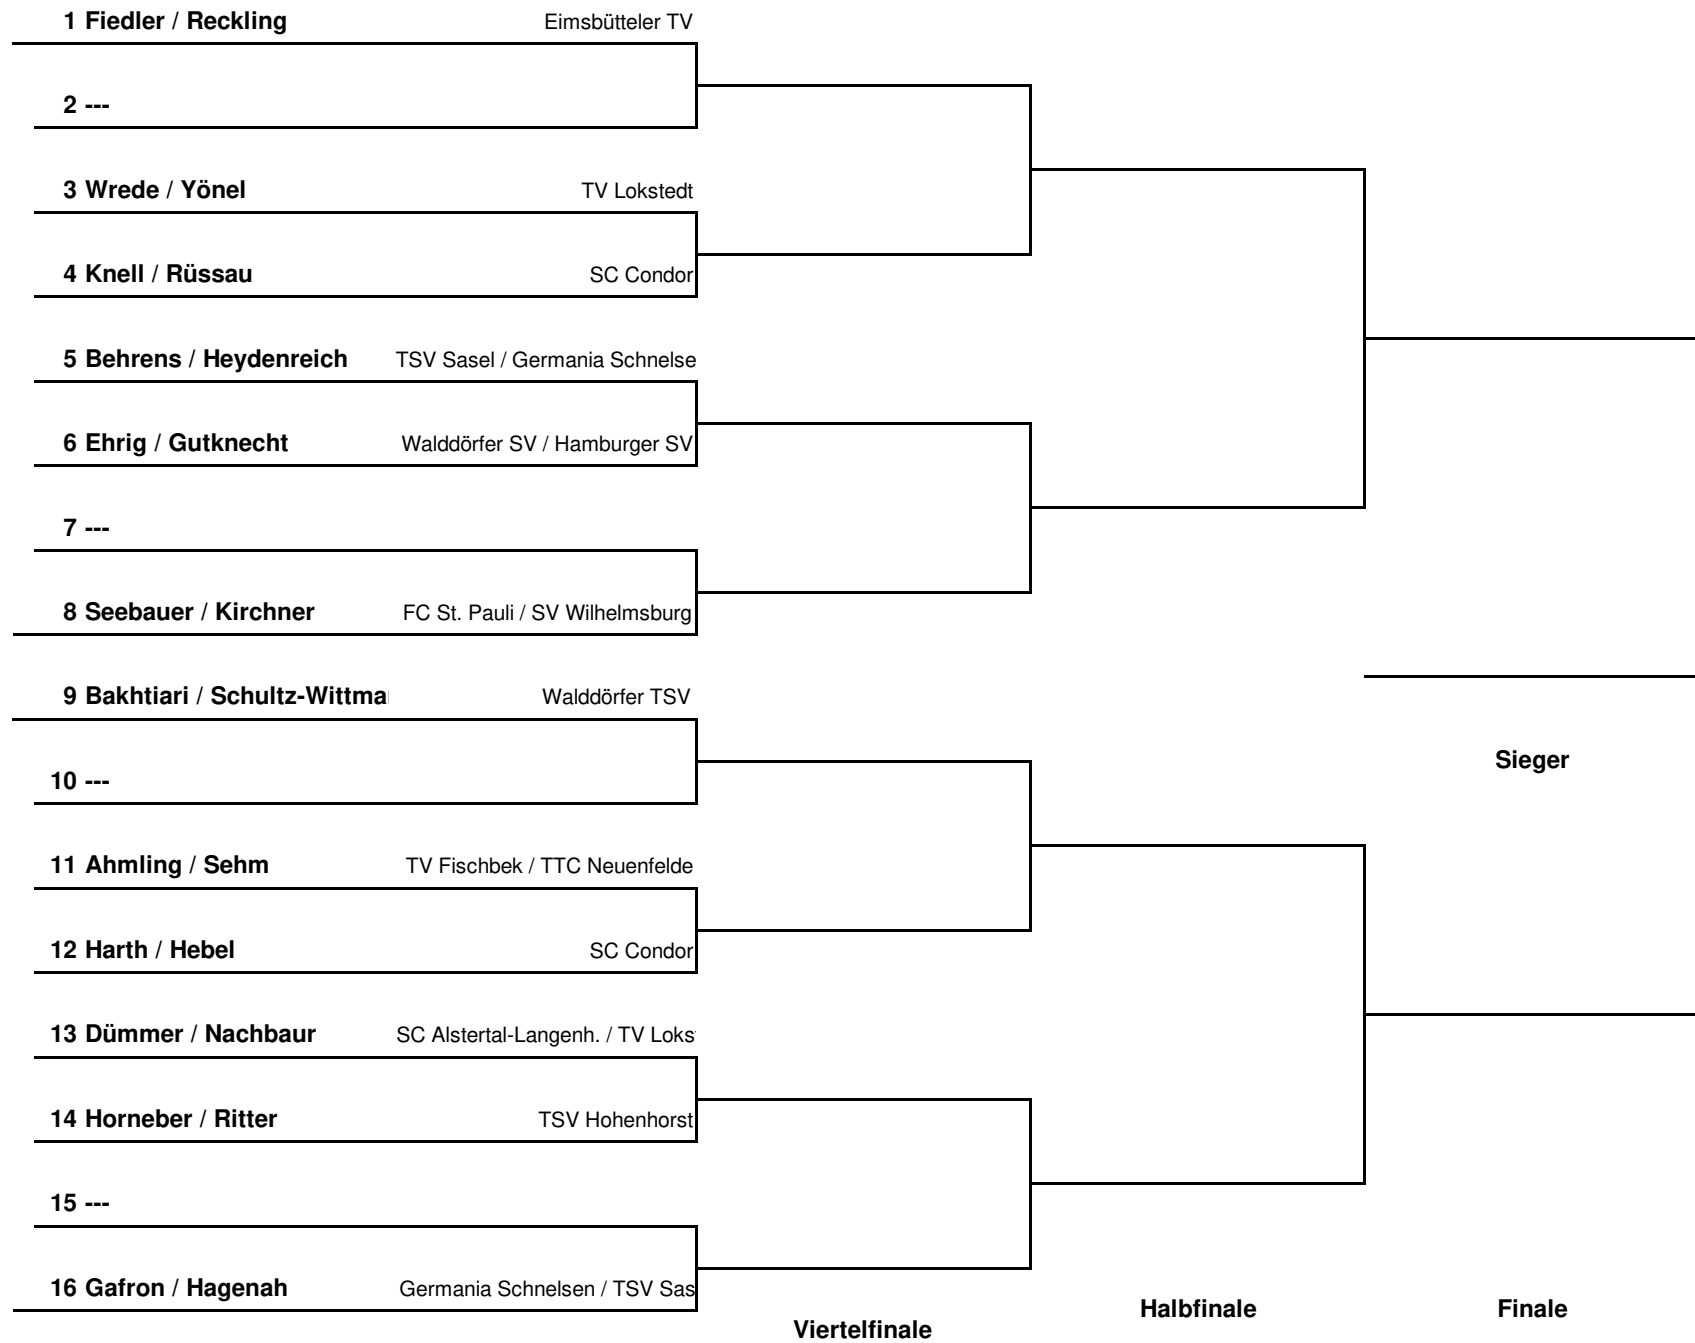 1 Fiedler / Reckling Eimsbütteler TV
2 ---
3 Wrede / Yönel TV Lokstedt
4 Knell / Rüssau SC Condor
5 Behrens / Heydenreich TSV Sasel / Germania Schnelse
6 Ehrig / Gutknecht Walddörfer SV / Hamburger SV
7 ---
8 Seebauer / Kirchner FC St. Pauli / SV Wilhelmsburg
9 Bakhtiari / Schultz-Wittma Walddörfer TSV
Sieger
10 ---
11 Ahmling / Sehm TV Fischbek / TTC Neuenfelde
12 Harth / Hebel SC Condor
13 Dümmer / Nachbaur SC Alstertal-Langenh. / TV Loks
14 Horneber / Ritter TSV Hohenhorst
15 ---
16 Gafron / Hagenah Germania Schnelsen / TSV Sas
Viertelfinale
Halbfinale
Finale